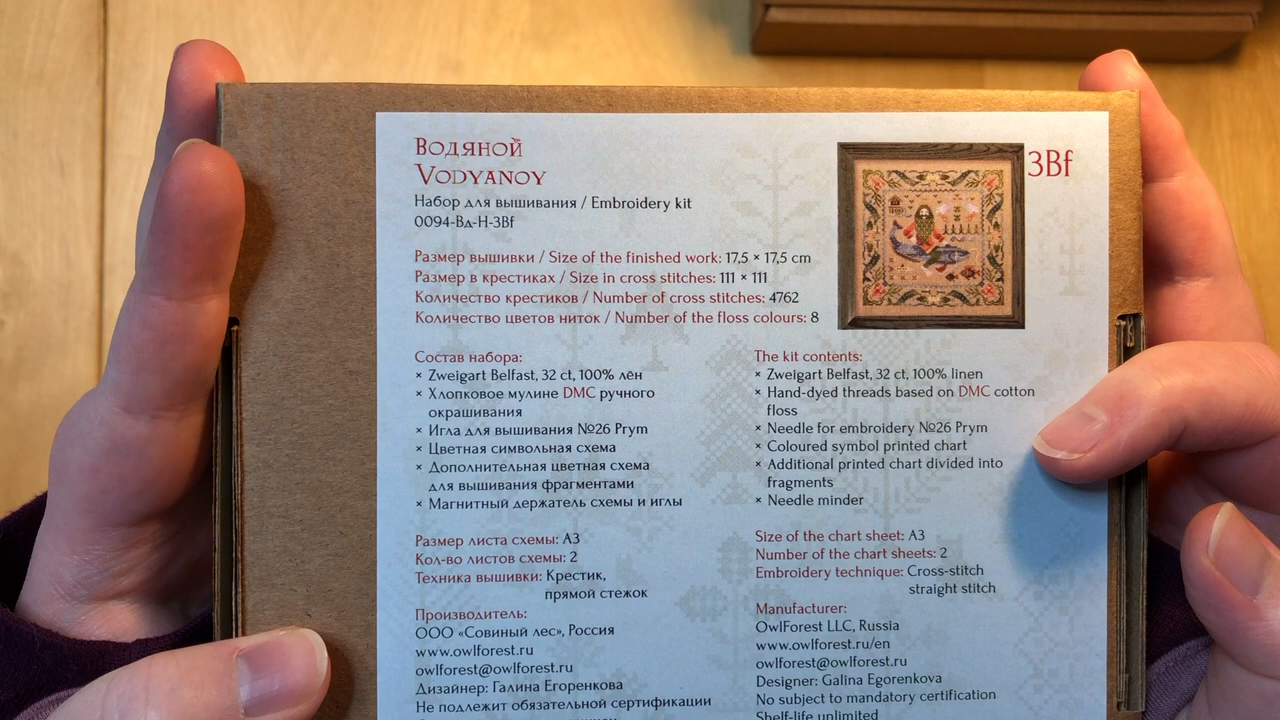 Водяной
Vodyanoy
3Bf
Набор для вышивания / Embroidery kit
0094-Вд-Н-3Bf
Размер вышивки / Size of the finished work: 17,5 × 17,5 cm
Размер в крестиках / Size in cross stitches: 111 × 111
Количество крестиков / Number of cross stitches: 4762
Количество цветов ниток / Number of the floss colours: 8
Состав набора:
× Zweigart Belfast, 32 ct, 100% лён
× Хлопковое мулине DMC ручного
окрашивания
× Игла для вышивки №26 Prym
× Цветная символьная схема
× Дополнительная цветная схема
для вышивания фрагментами
× Магнитный держатель схемы и иглы
Размер листа схемы: А3
Кол-во листов схемы: 2
Техника вышивки: Крестик,
прямой стежок
Производитель:
ООО «Совиный лес», Россия
www.owlforest.ru
owlforest@owlforest.ru
Дизайнер: Галина Егоренкова
Не подлежит обязательной сертификации
The kit contents:
× Zweigart Belfast, 32 ct, 100% linen
× Hand-dyed threads based on DMC cotton
floss
× Needle for embroidery №26 Prym
× Coloured symbol printed chart
× Additional printed chart divided into
fragments
× Needle minder
Size of the chart sheet: A3
Number of the chart sheets: 2
Embroidery technique: Cross-stitch
straight stitch
Manufacturer:
OwlForest LLC, Russia
www.owlforest.ru/en
owlforest@owlforest.ru
Designer: Galina Egorenkova
No subject to mandatory certification
Shelf-life unlimited